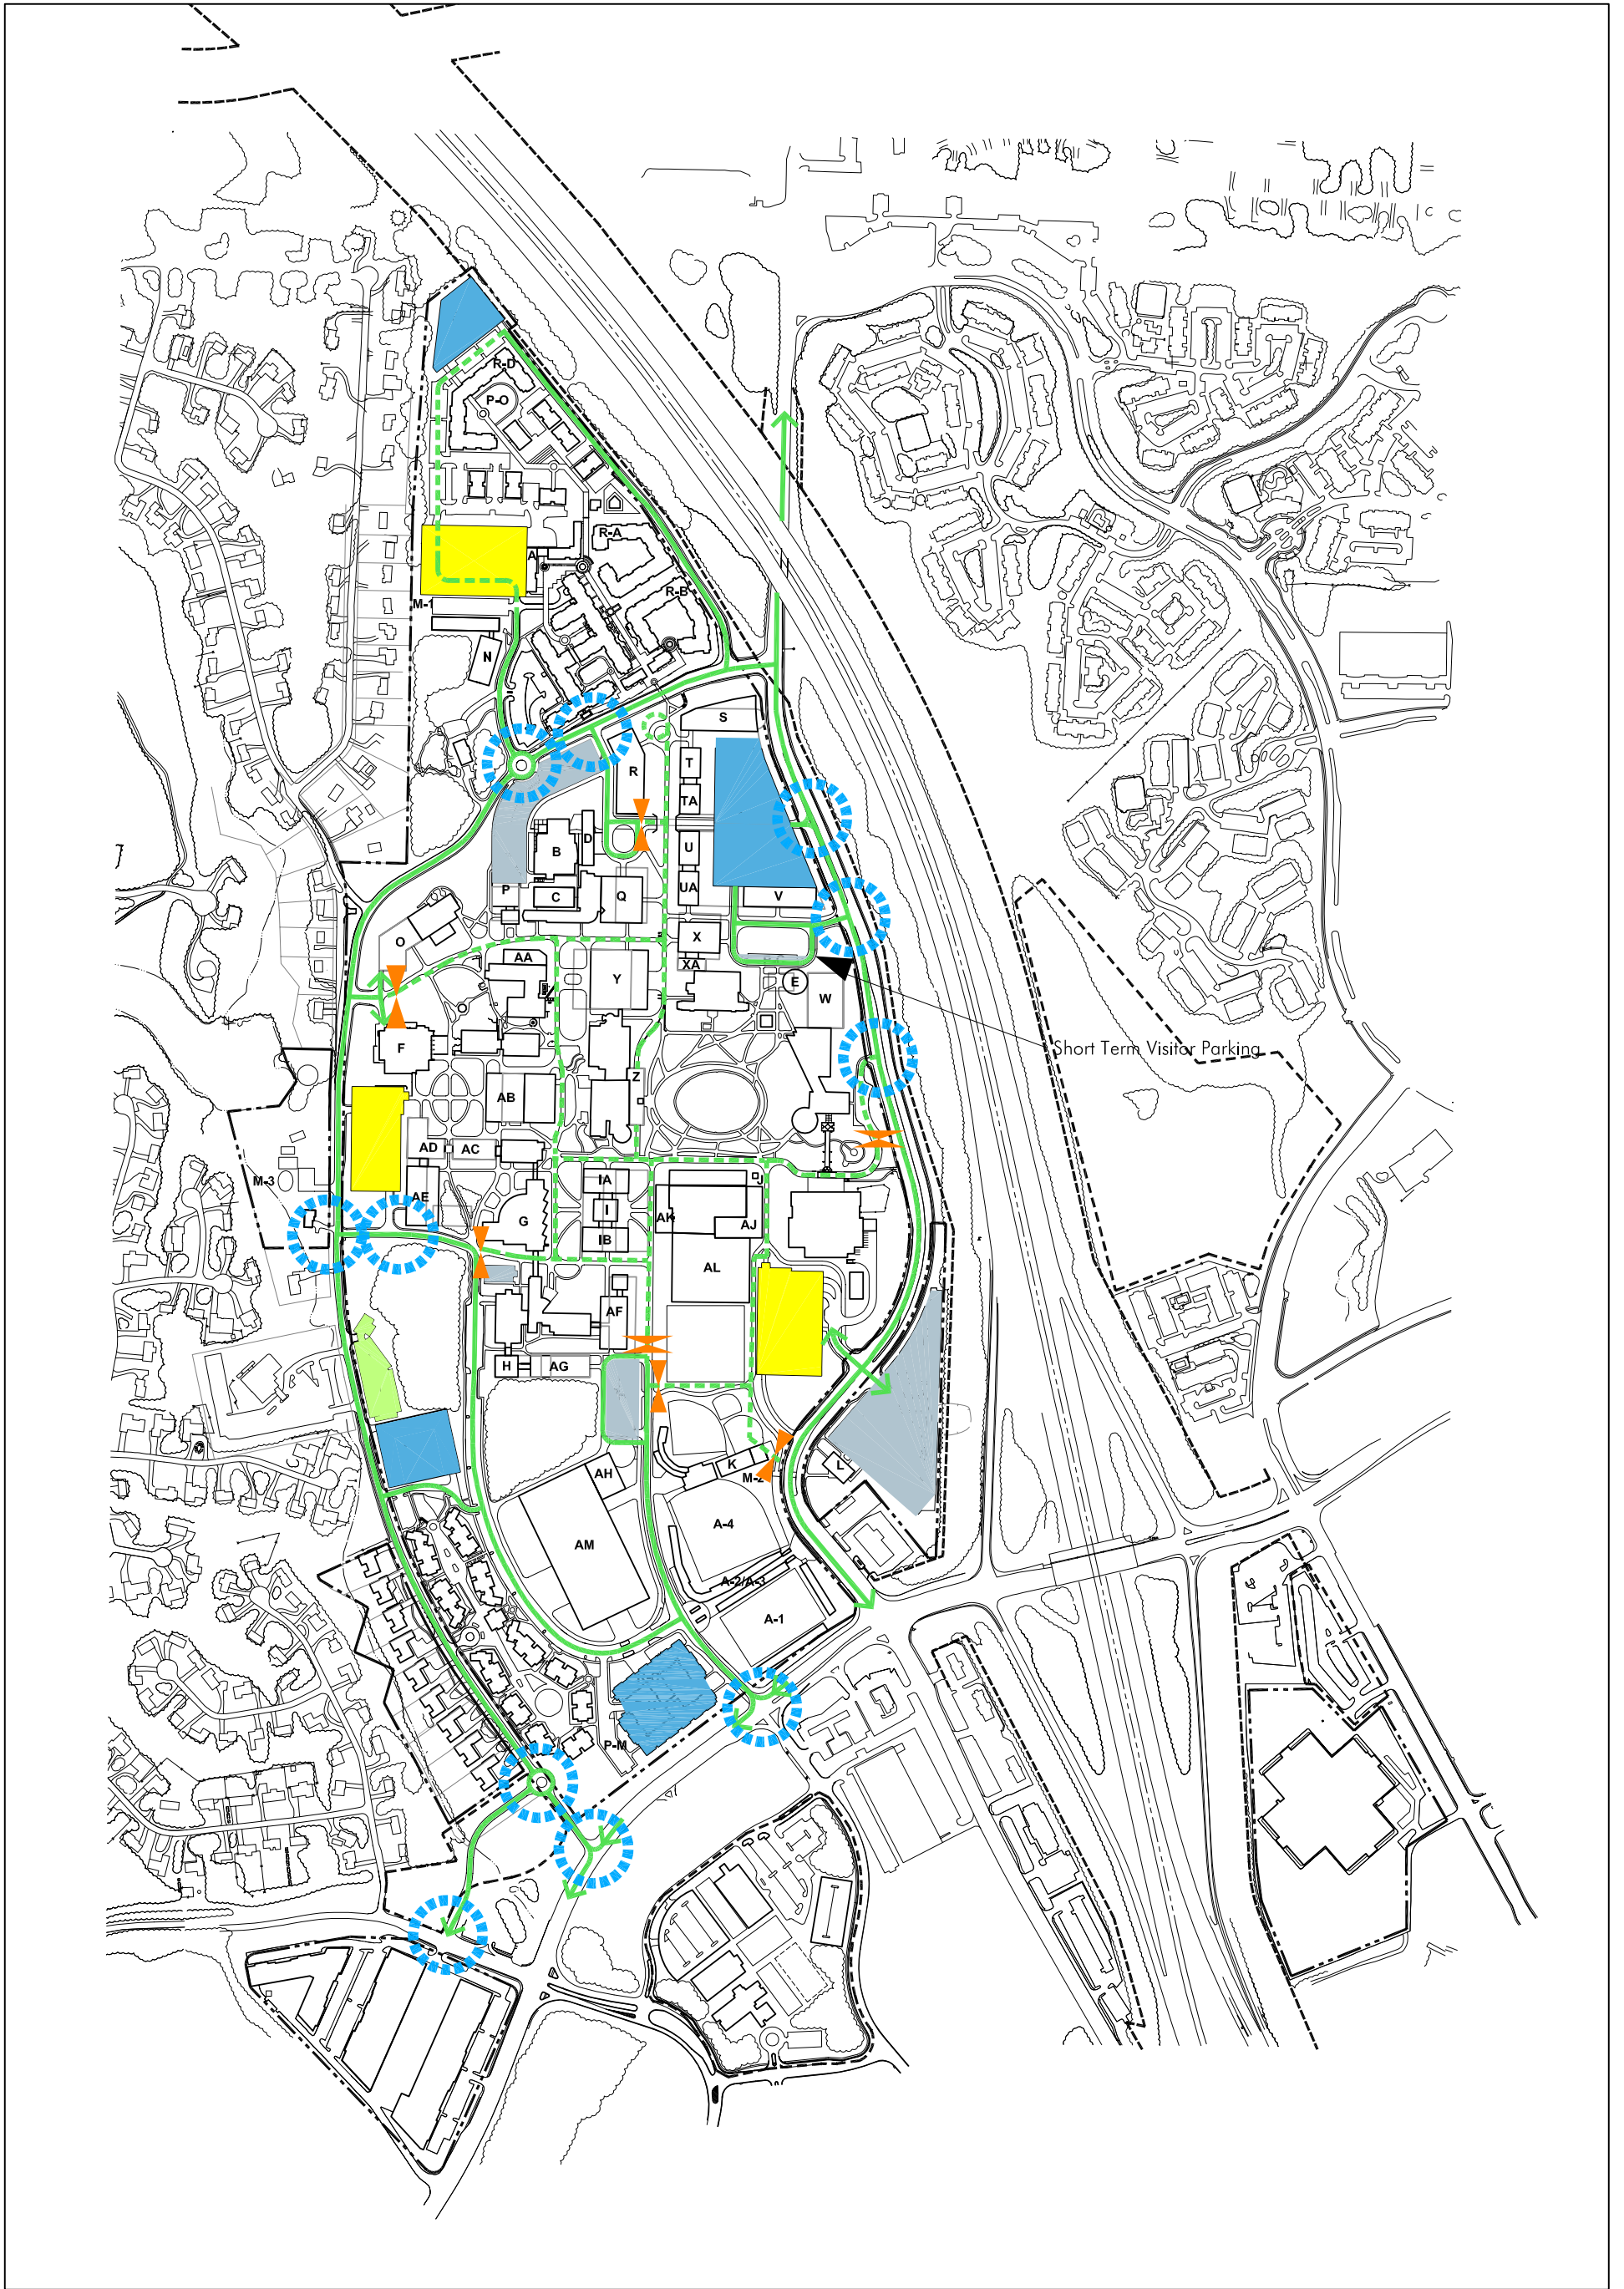 R-D
P-O
R-A
A
R-B
M-1
N
S
R
T
TA
D
B
U
P
C
Q
UA
V
O
X
AA
XA
Y
E
W
F
Short Term Visitor Parking
Z
AB
AD
AC
M-3
IA
J
AE
I
G
AK
AJ
IB
AL
AF
H
AG
K
L
AH
M-2
A-4
AM
A-2/A-3
A-1
P-M